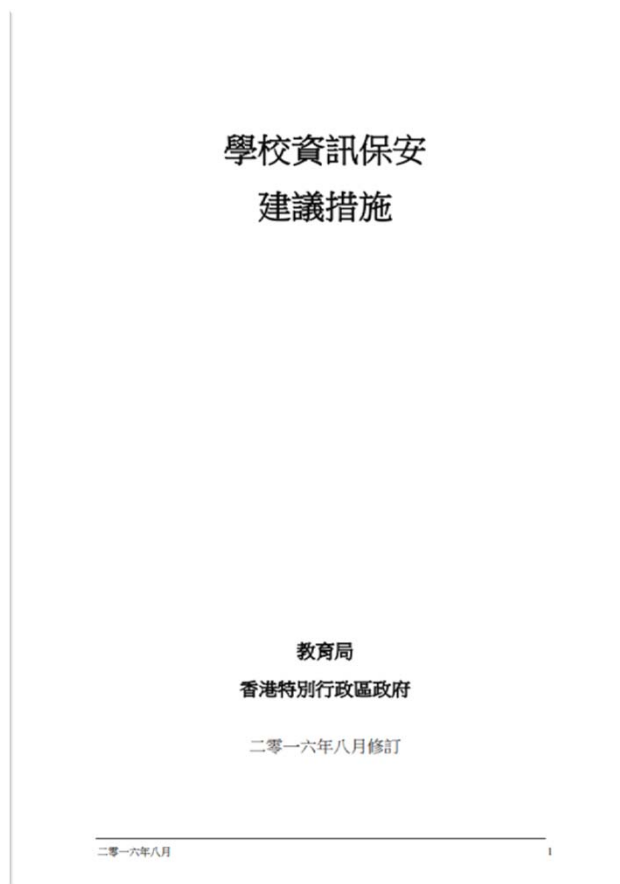 學校資訊保安
建議措施
教育局
香港特別行政區政府
二零一六年八月修訂
二零一六年八月 1